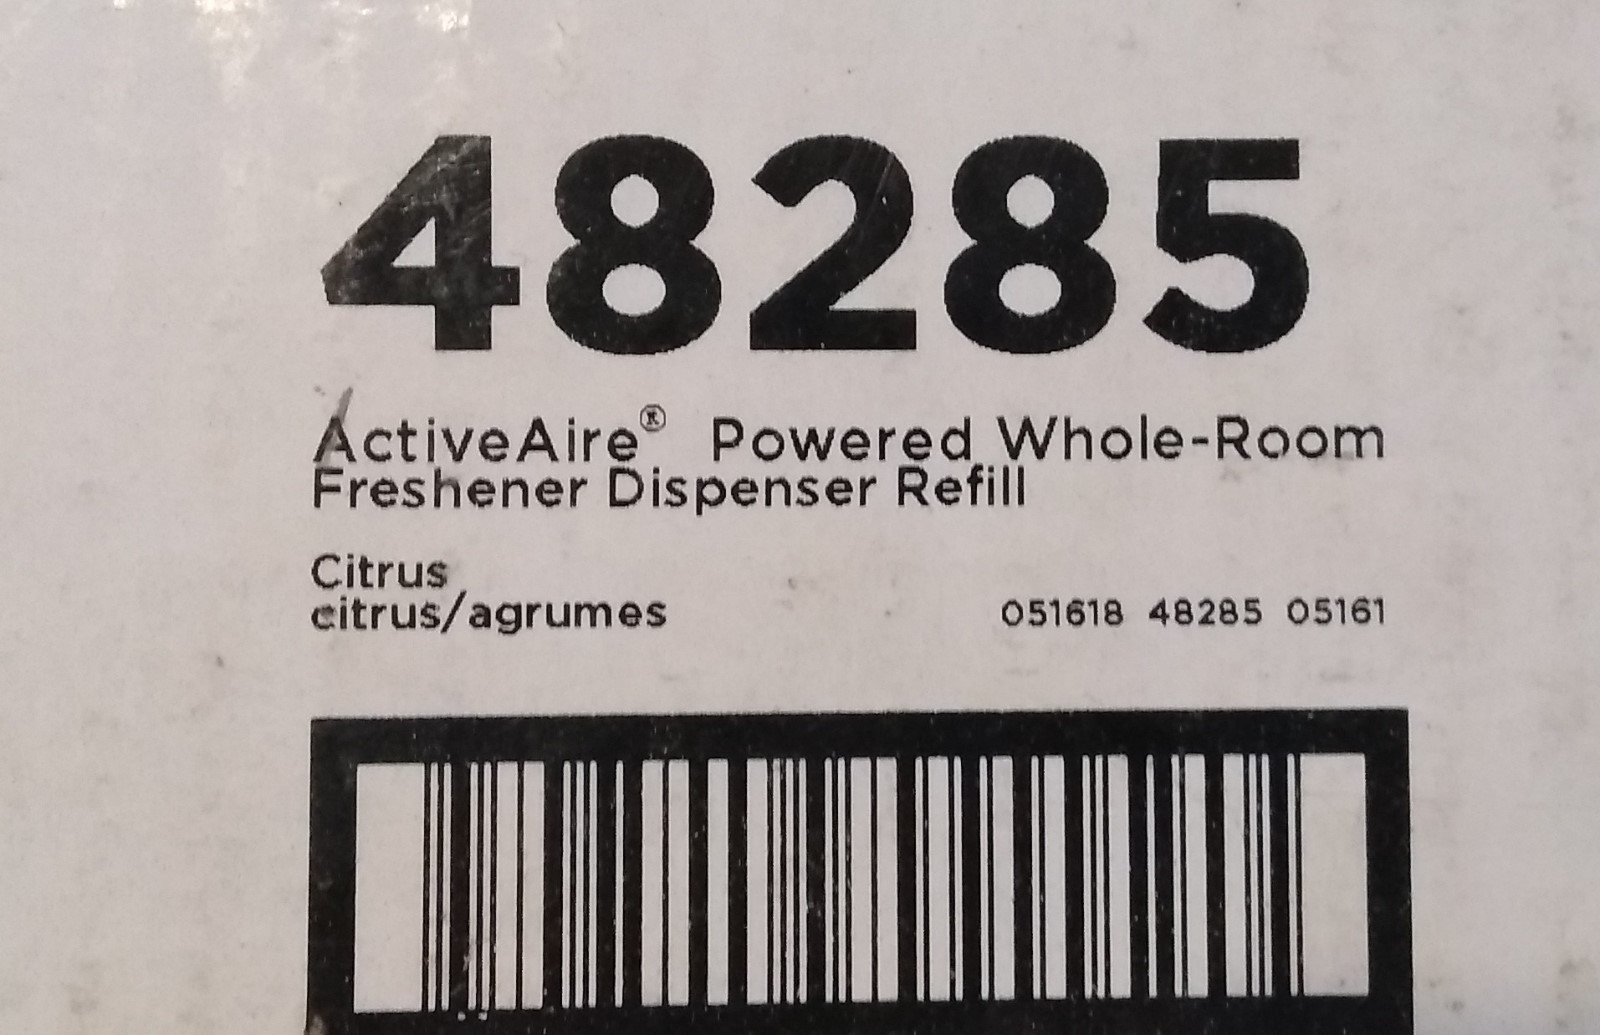 48285
ActiveAire® Powered Whole-Room
Freshener Dispenser Refill
Citrus
citrus/agrumes
051618 48285 05161